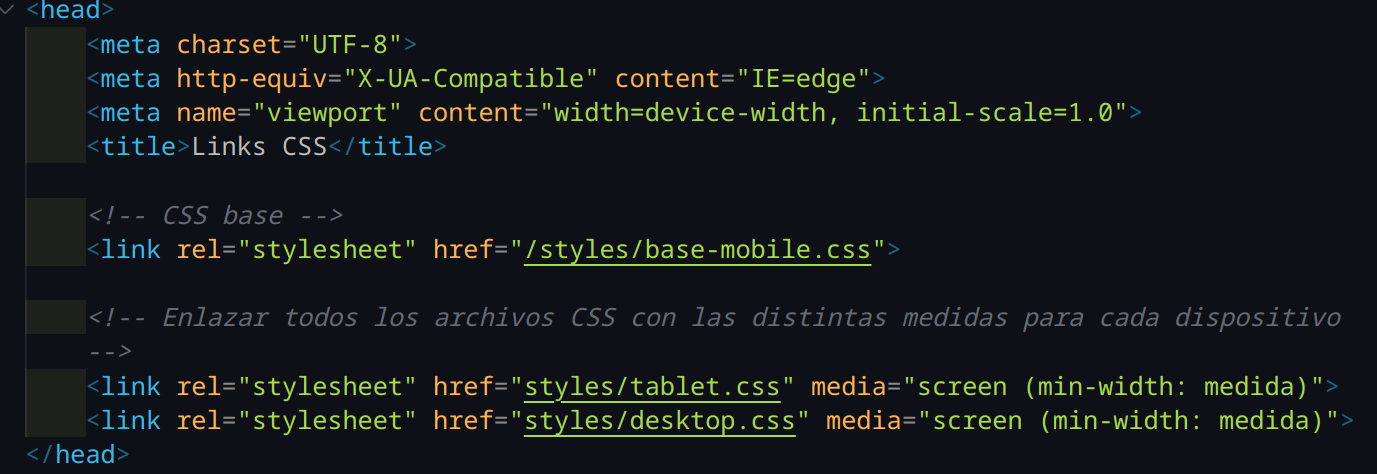 <head>
<meta charset="UTF-8">
<meta http-equiv="X-UA-Compatible" content="IE=edge">
<meta name="viewport" content="width=device-width, initial-scale=1.0">
<title>Links CSS</title>
<!-- CSS base -->
<link rel="stylesheet" href="/styles/base-mobile.css">
<!-- Enlazar todos los archivos CSS con las distintas medidas para cada dispositivo
-->
<link rel="stylesheet" href="styles/tablet.css" media="screen (min-width: medida)">
<link rel="stylesheet" href="styles/desktop.css" media="screen (min-width: medida)">
</head>